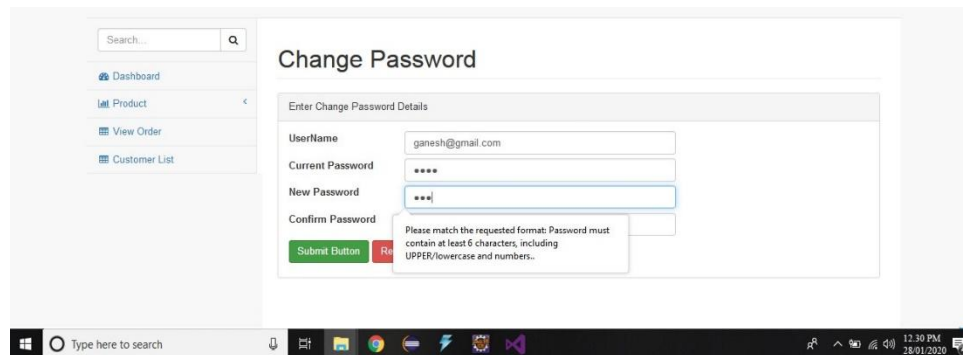 Search...
Change Password
Dashboard
Product
Enter Change Password Details
View Order
UserName
ganesh@gmail.com
Customer List
Current Password
New Password
Confirm Password
Please match the requested format: Password must
contain at least 6 characters, including
UPPER/lowercase and numbers..
Submit Button
Re
Type here to search
12.30 PM
28/01/2020